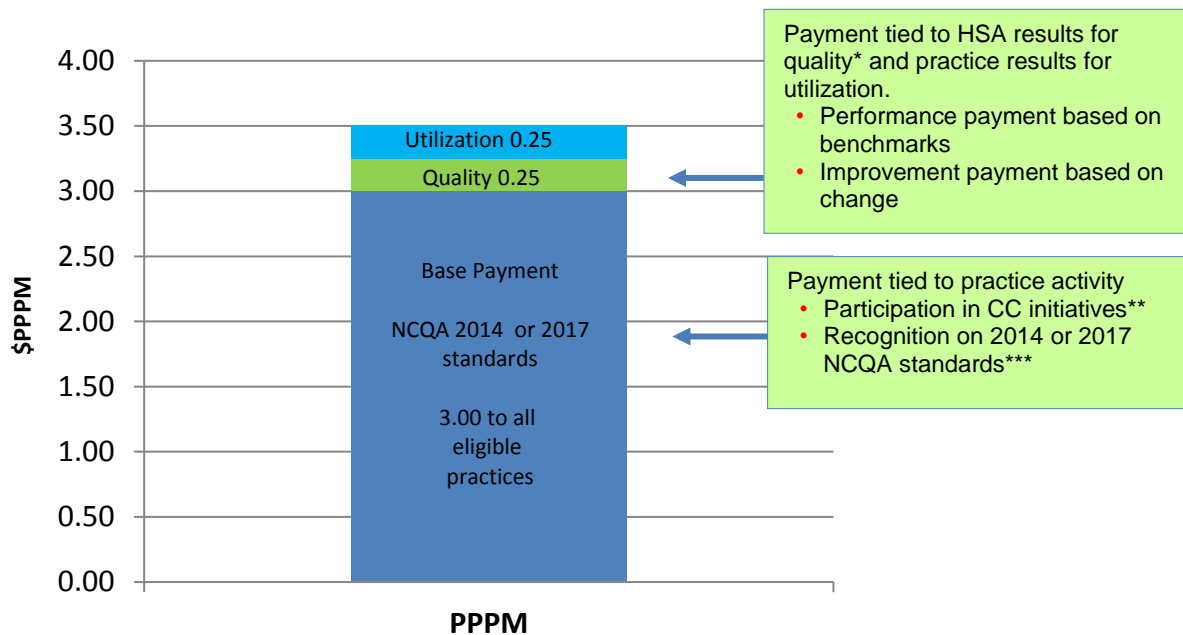 Payment tied to HSA results for
quality* and practice results for
utilization.
• Performance payment based on
benchmarks
• Improvement payment based on
change
4.00
3.50
3.00
2.50
2.00
1.50
1.00
0.50
0.00
$PPPM
Utilization 0.25
Quality 0.25
Base Payment
NCQA 2014 or 2017
standards
3.00 to all
eligible
practices
Payment tied to practice activity
• Participation in CC initiatives**
• Recognition on 2014 or 2017
NCQA standards***
PPPM